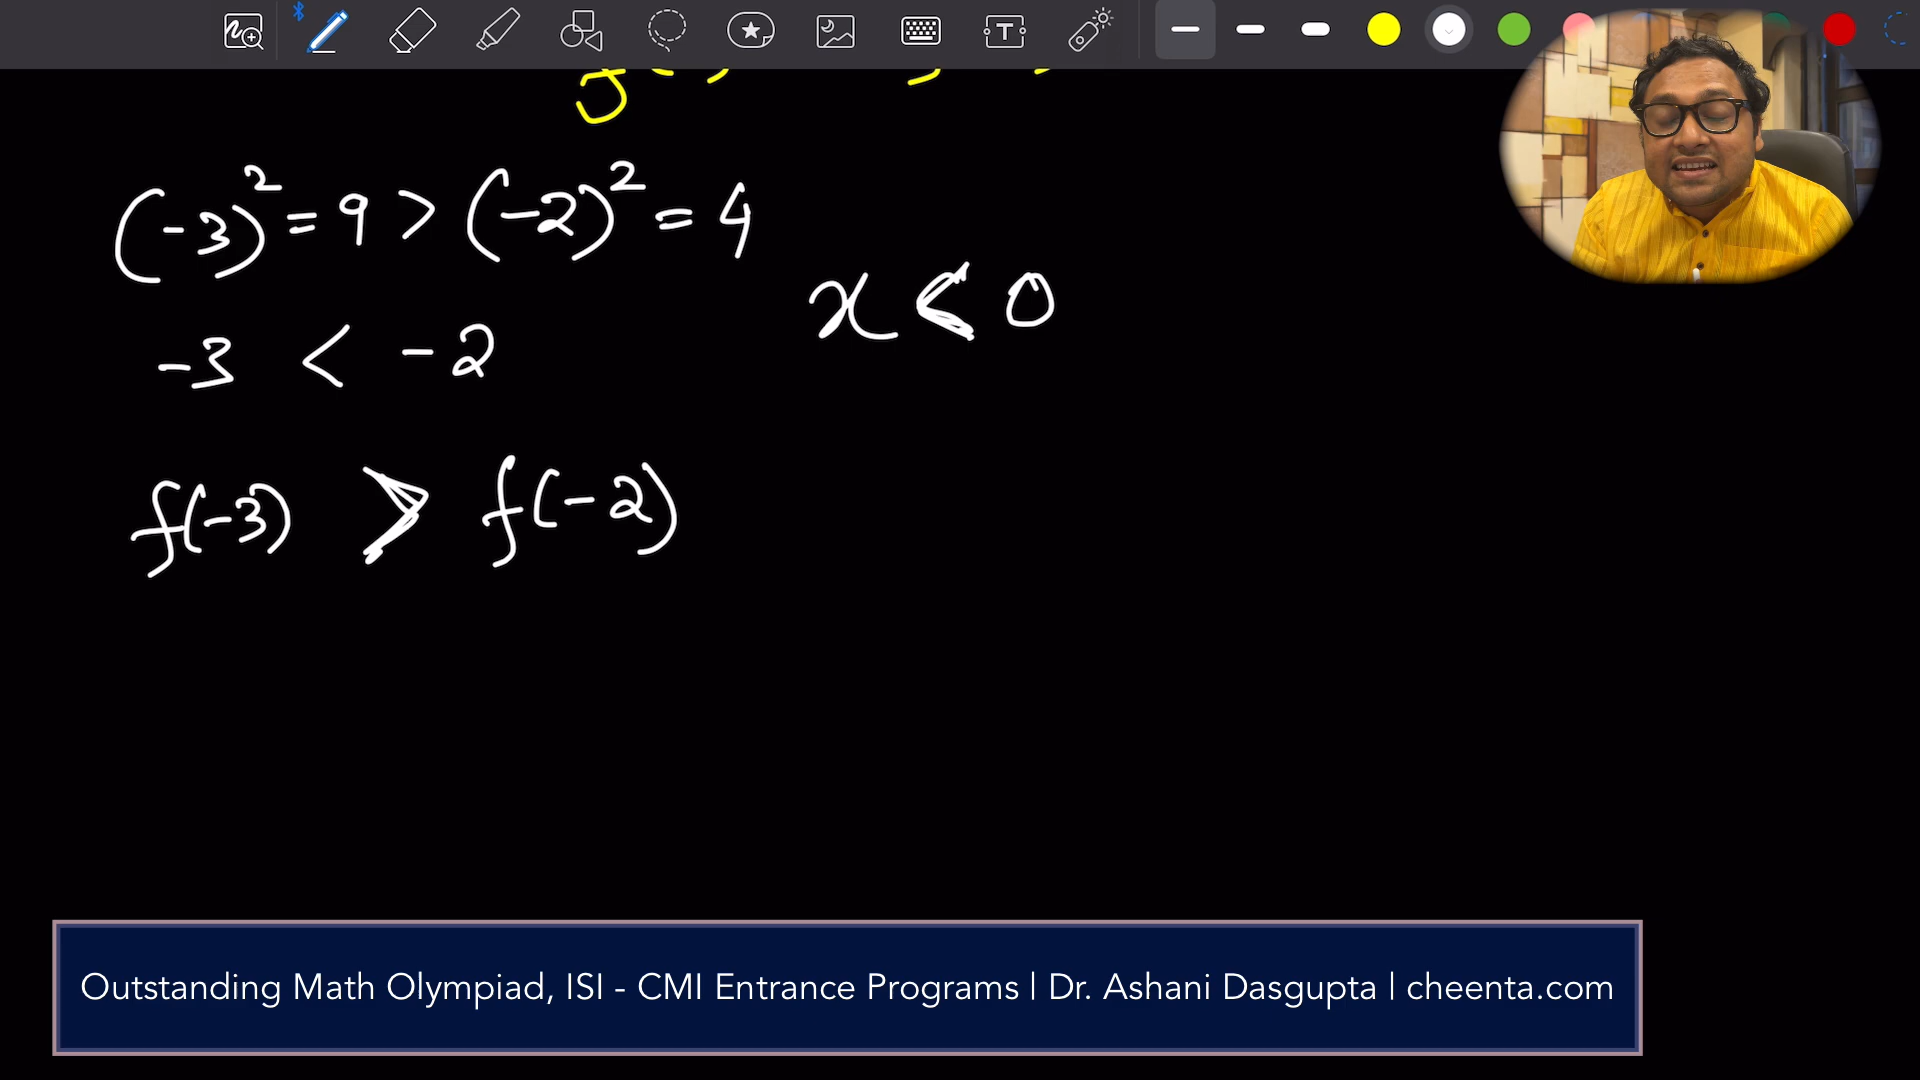 (-3)² = 9 > (-2)² = 4
x < 0
-3 < -2
f(-3) > f(-2)
Outstanding Math Olympiad, ISI - CMI Entrance Programs | Dr. Ashani Dasgupta | cheenta.com